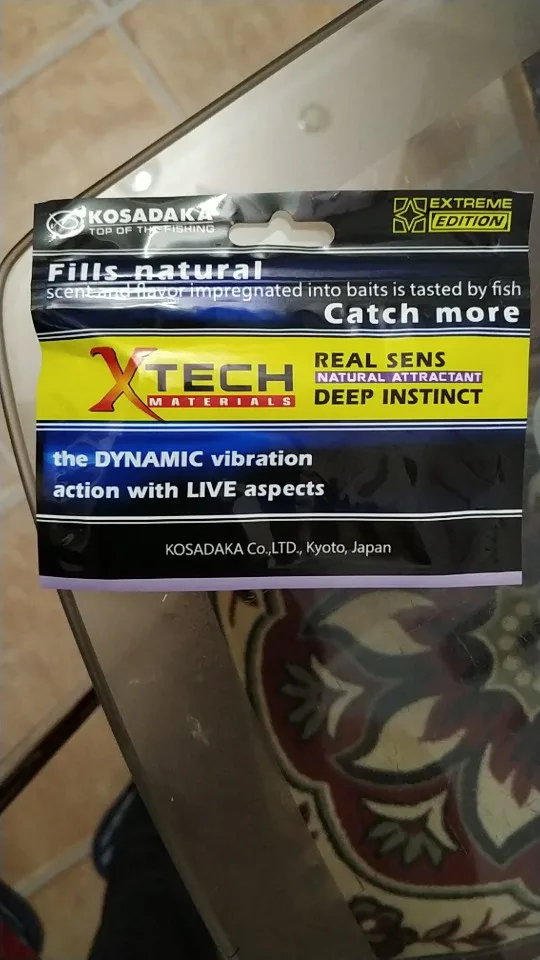 KOSADAKA
TOP OF THE FISHING
EXTREME
EDITION
Fills natural
scent and flavor impregnated into baits is tasted by fish
Catch more
XTECH
MATERIALS
REAL SENS
NATURAL ATTRACTANT
DEEP INSTINCT
the DYNAMIC vibration
action with LIVE aspects
KOSADAKA Co.,LTD., Kyoto, Japan